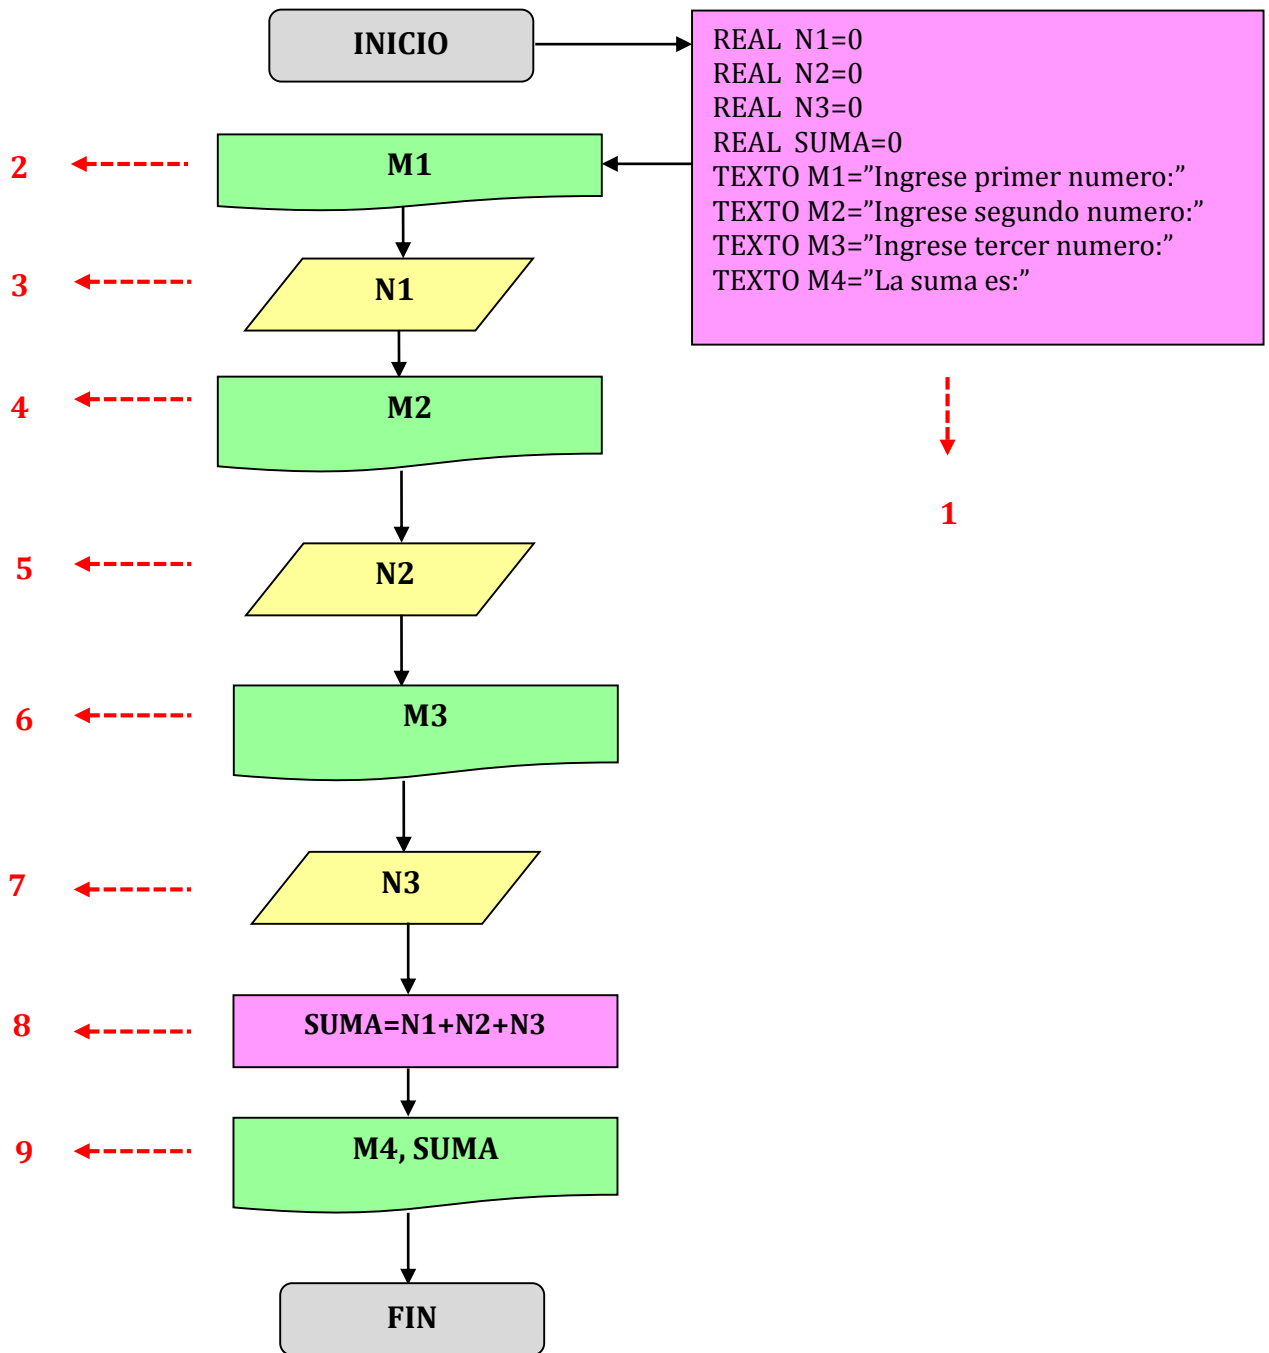 INICIO
REAL  N1=0
REAL  N2=0
REAL  N3=0
REAL  SUMA=0
TEXTO M1=”Ingrese primer numero:”
TEXTO M2=”Ingrese segundo numero:”
TEXTO M3=”Ingrese tercer numero:”
TEXTO M4=”La suma es:”
1
2
M1
3
N1
4
M2
5
N2
6
M3
7
N3
8
SUMA=N1+N2+N3
9
M4, SUMA
FIN